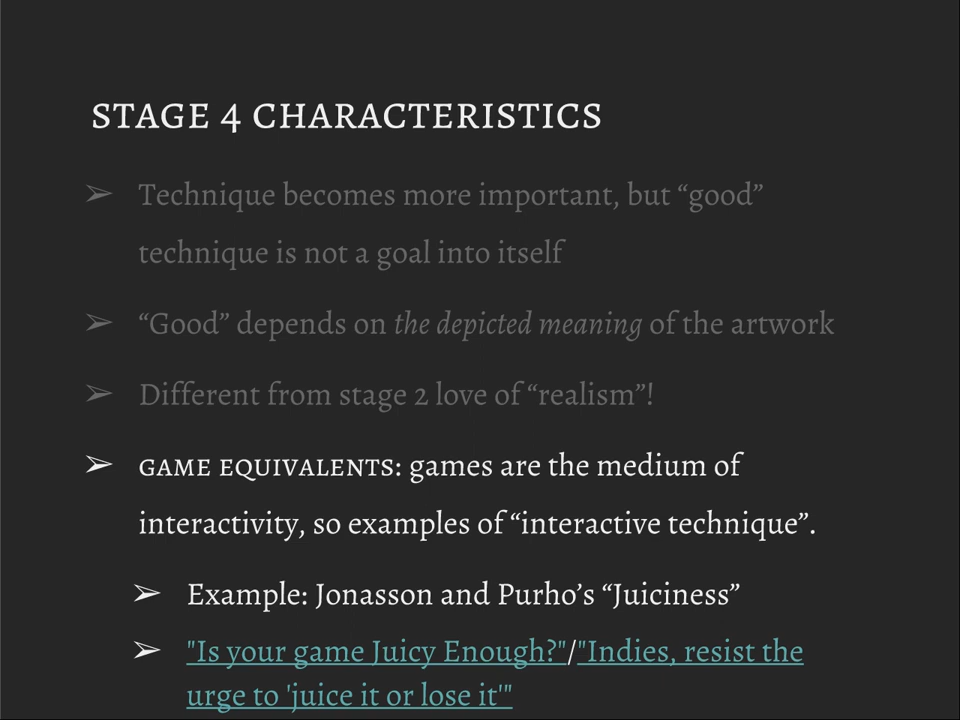 STAGE 4 CHARACTERISTICS
➢ Technique becomes more important, but “good”
technique is not a goal into itself
➢ “Good” depends on the depicted meaning of the artwork
➢ Different from stage 2 love of “realism”!
➢ GAME EQUIVALENTS: games are the medium of
interactivity, so examples of “interactive technique”.
➢ Example: Jonasson and Purho’s “Juiciness”
➢ "Is your game Juicy Enough?"/"Indies, resist the
urge to 'juice it or lose it'"